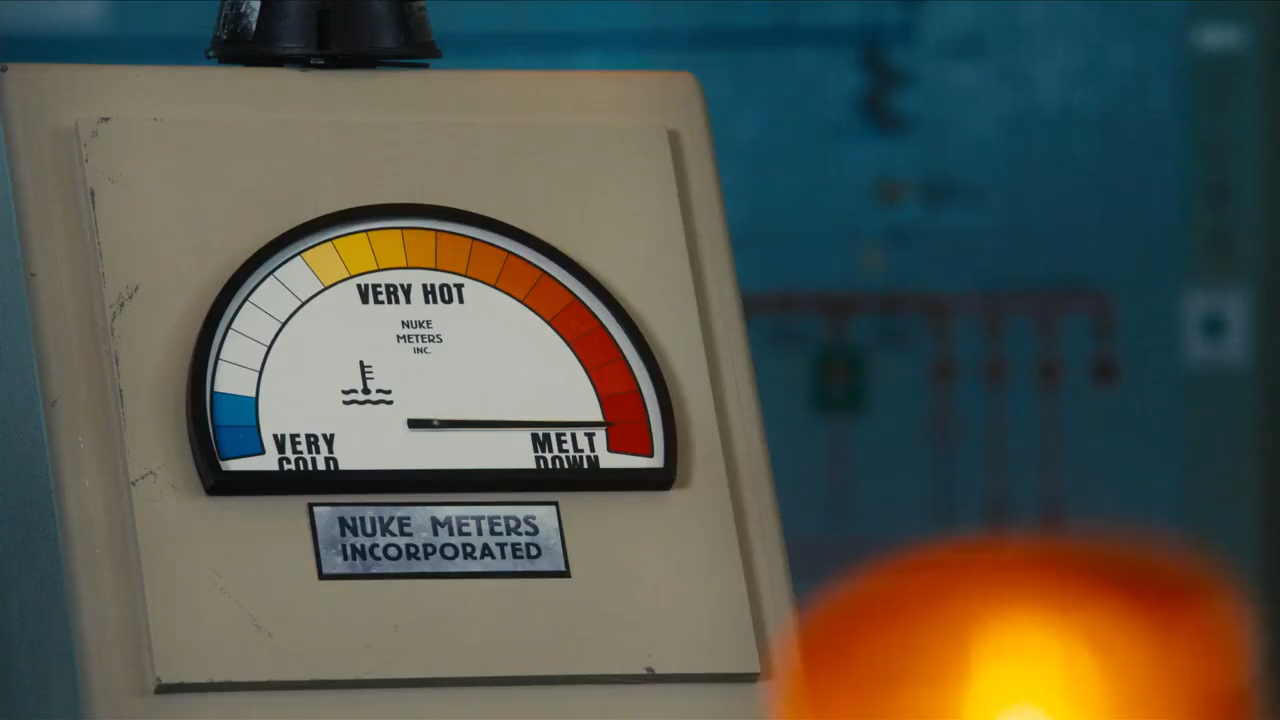 VERY HOT
NUKE
METERS
INC.
VERY
COLD
MELT
DOWN
NUKE METERS
INCORPORATED